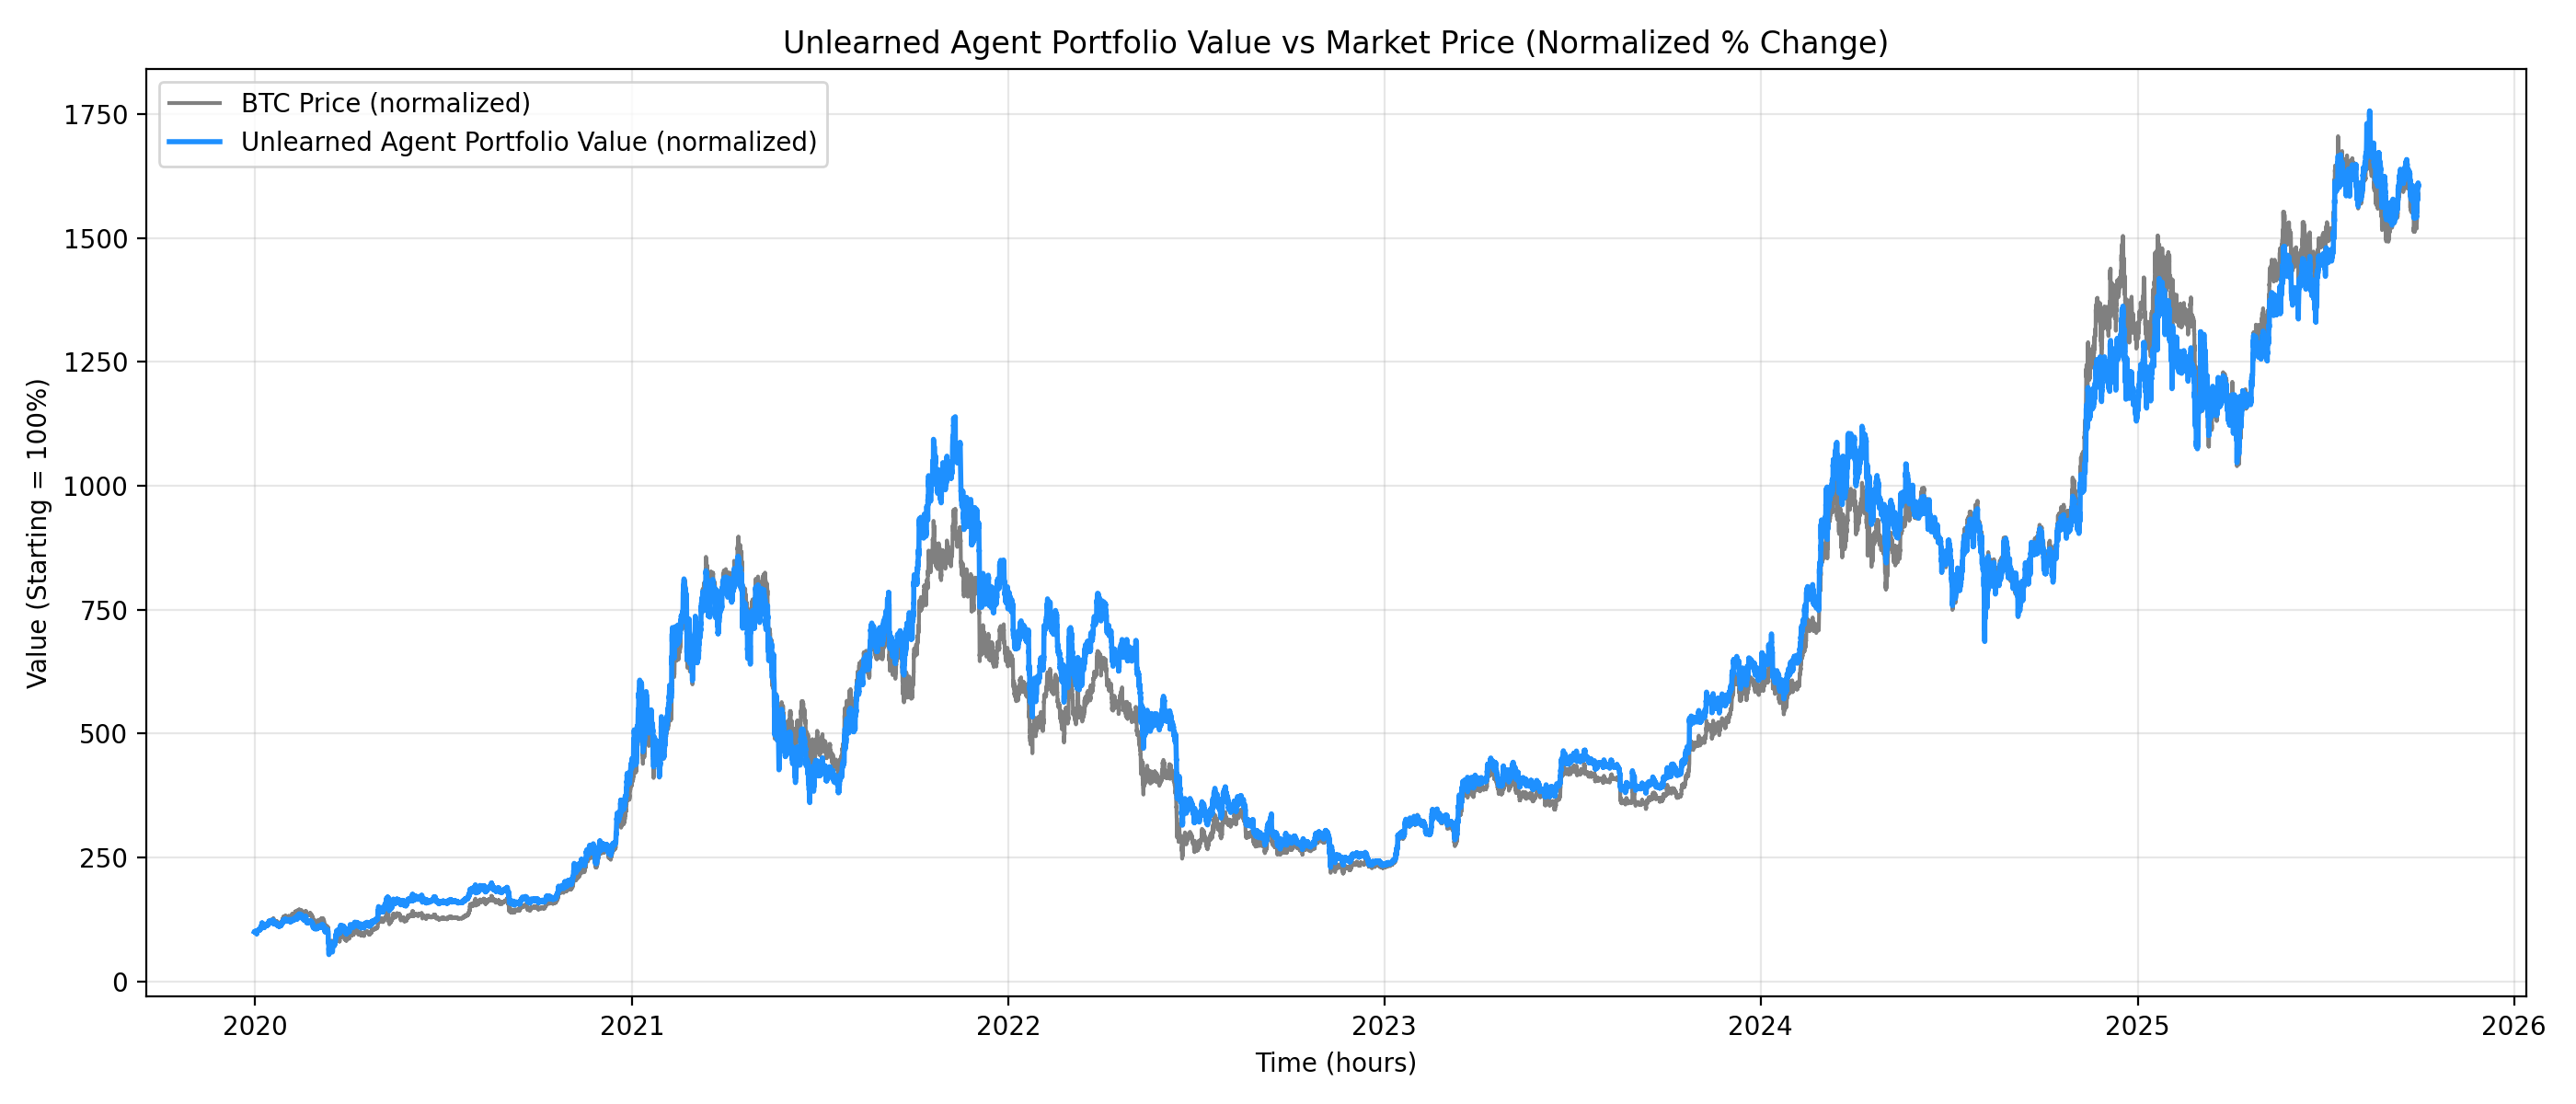 Unlearned Agent Portfolio Value vs Market Price (Normalized % Change)
BTC Price (normalized)
Unlearned Agent Portfolio Value (normalized)
Value (Starting = 100%)
1750
1500
1250
1000
750
500
250
0
2020 2021 2022 2023 2024 2025 2026
Time (hours)